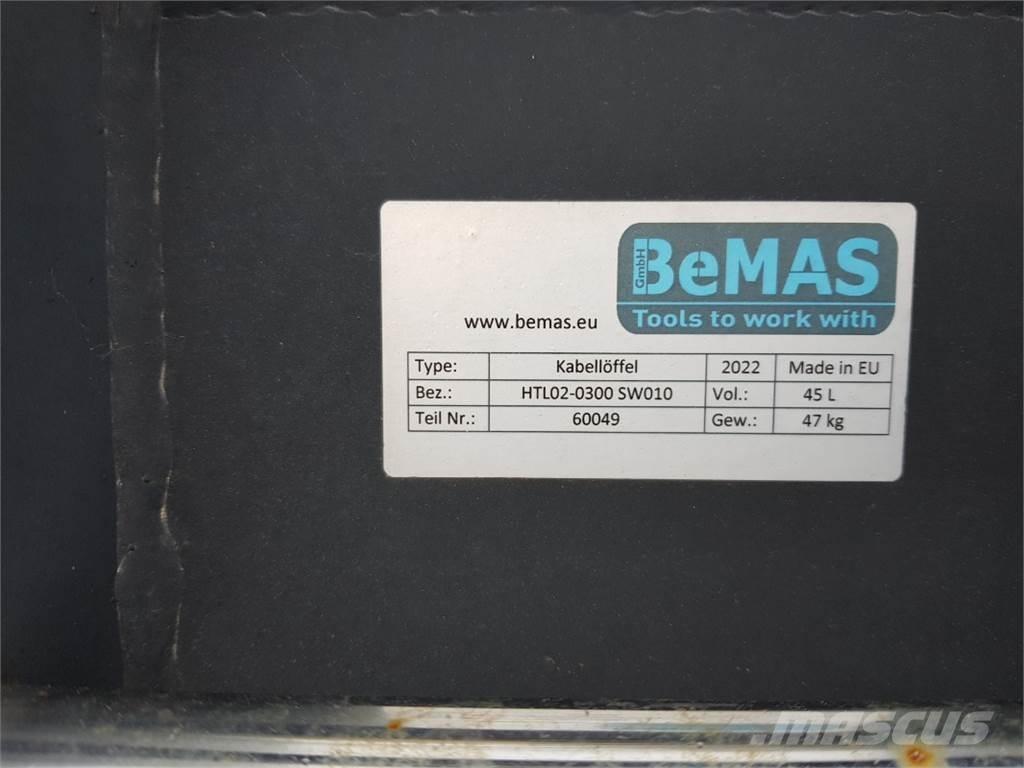 GmbH
BeMAS
Tools to work with
www.bemas.eu
Type: Kabellöffel 2022 Made in EU
Bez.: HTL02-0300 SW010 Vol.: 45 L
Teil Nr.: 60049 Gew.: 47 kg
mascus